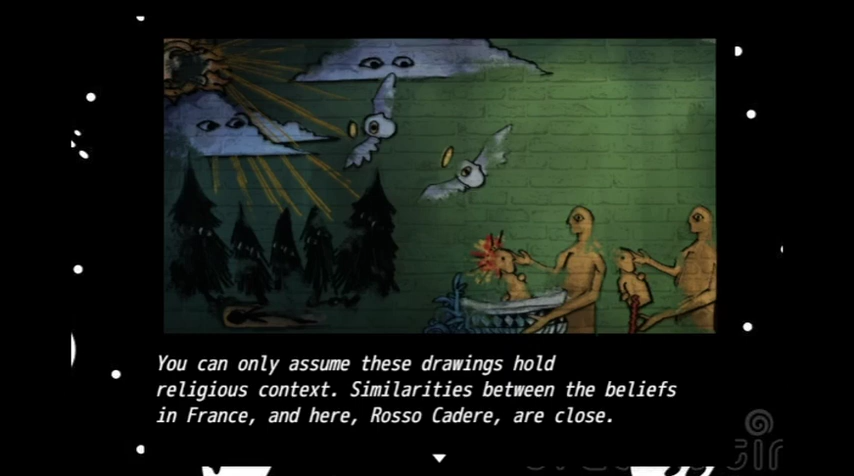 You can only assume these drawings hold
religious context. Similarities between the beliefs
in France, and here, Rosso Cadere, are close.